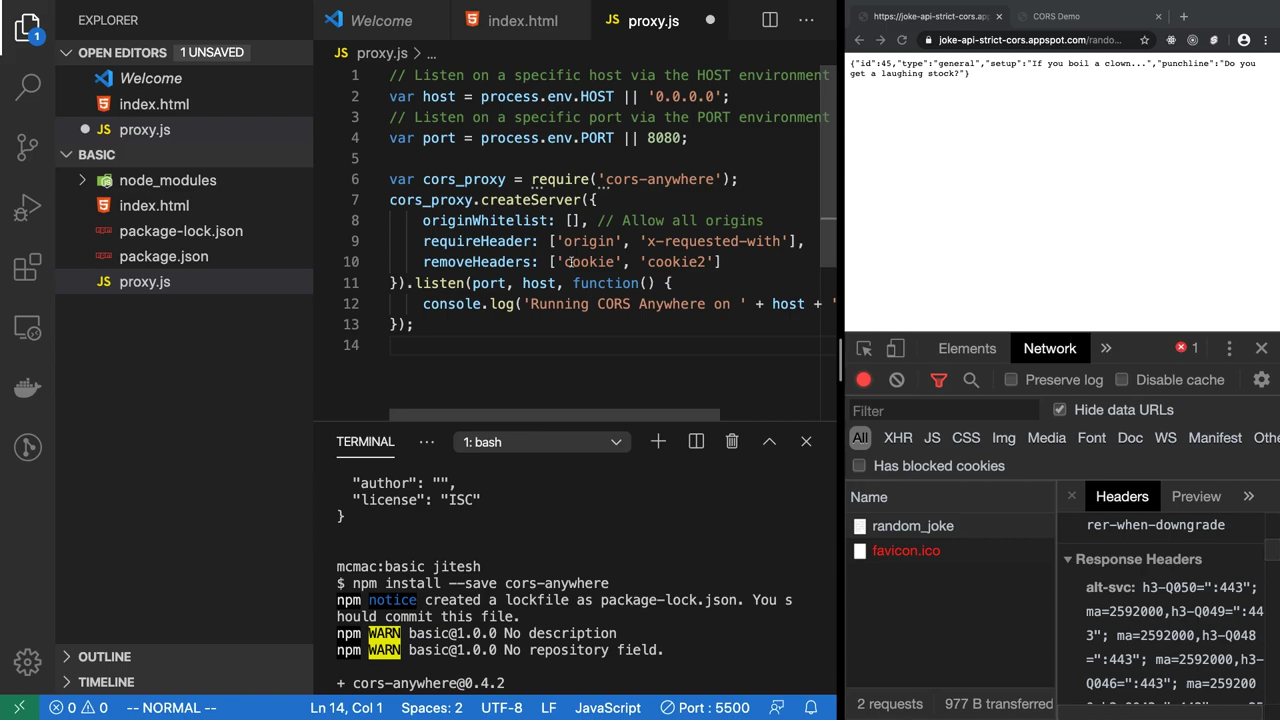 EXPLORER
OPEN EDITORS 1 UNSAVED
Welcome
index.html
proxy.js
BASIC
node_modules
index.html
package-lock.json
package.json
proxy.js
OUTLINE
TIMELINE
1
Welcome
index.html
JS proxy.js
JS proxy.js > ...
1 // Listen on a specific host via the HOST environment
2 var host = process.env.HOST || '0.0.0.0';
3 // Listen on a specific port via the PORT environment
4 var port = process.env.PORT || 8080;
5
6 var cors_proxy = require('cors-anywhere');
7 cors_proxy.createServer({
8 originWhitelist: [], // Allow all origins
9 requireHeader: ['origin', 'x-requested-with'],
10 removeHeaders: ['cookie', 'cookie2']
11 }).listen(port, host, function() {
12 console.log('Running CORS Anywhere on ' + host + '
13 });
14
TERMINAL
1: bash
"author": "",
"license": "ISC"
}
mcmac:basic jitesh
$ npm install --save cors-anywhere
npm notice created a lockfile as package-lock.json. You s
hould commit this file.
npm WARN basic@1.0.0 No description
npm WARN basic@1.0.0 No repository field.
+ cors-anywhere@0.4.2
0 0 -- NORMAL -- Ln 14, Col 1 Spaces: 2 UTF-8 LF JavaScript Port : 5500
https://joke-api-strict-cors.app
CORS Demo
joke-api-strict-cors.appspot.com/rando...
{"id":45,"type":"general","setup":"If you boil a clown...","punchline":"Do you
get a laughing stock?"}
Elements Network 1
Preserve log Disable cache
Filter Hide data URLs
All XHR JS CSS Img Media Font Doc WS Manifest Othe
Has blocked cookies
Name
random_joke
favicon.ico
Headers Preview
rer-when-downgrade
Response Headers
alt-svc: h3-Q050=":443";
ma=2592000,h3-Q049=":44
3"; ma=2592000,h3-Q048
=":443"; ma=2592000,h3-
Q046=":443"; ma=259200
2 requests 977 B transferred